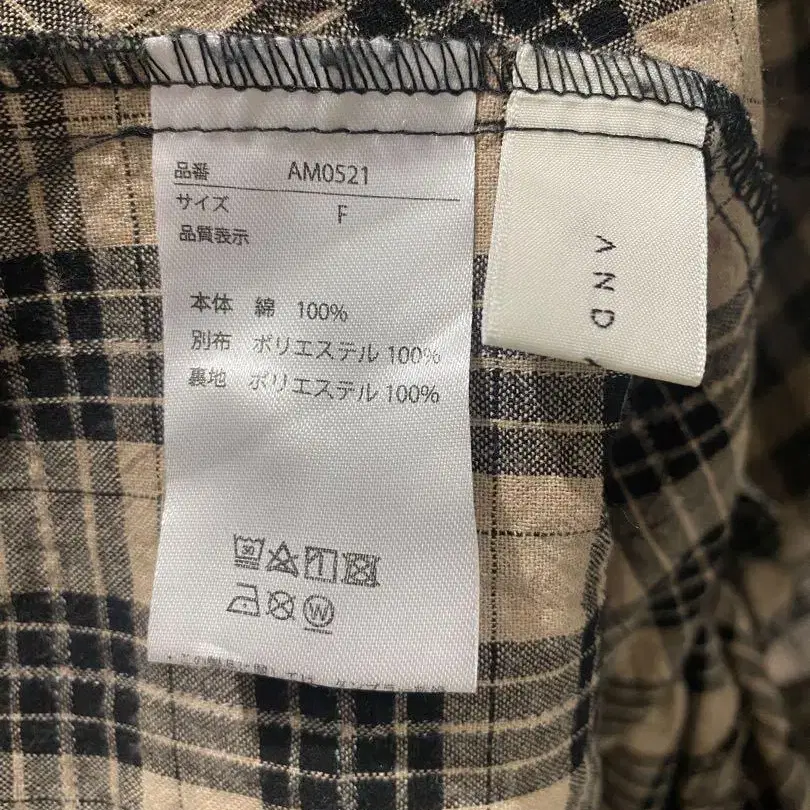 品番 AM0521
サイズ F
品質表示
本体 綿 100%
別布 ポリエステル 100%
裏地 ポリエステル 100%
30
W
AND